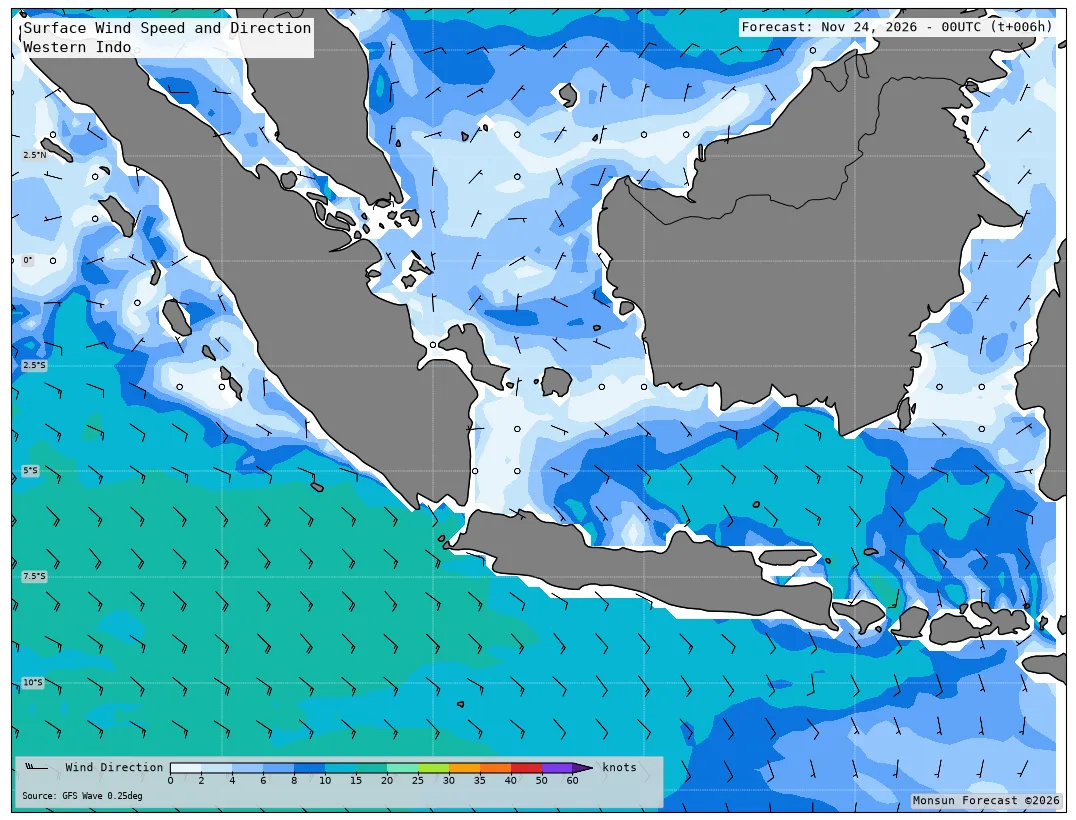 Surface Wind Speed and Direction
Western Indo
Forecast: Nov 24, 2026 - 00UTC (t+006h)
2.5°N
0°
2.5°S
5°S
7.5°S
10°S
Wind Direction
0 2 4 6 8 10 15 20 25 30 35 40 50 60
knots
Source: GFS Wave 0.25deg
Monsun Forecast ©2026